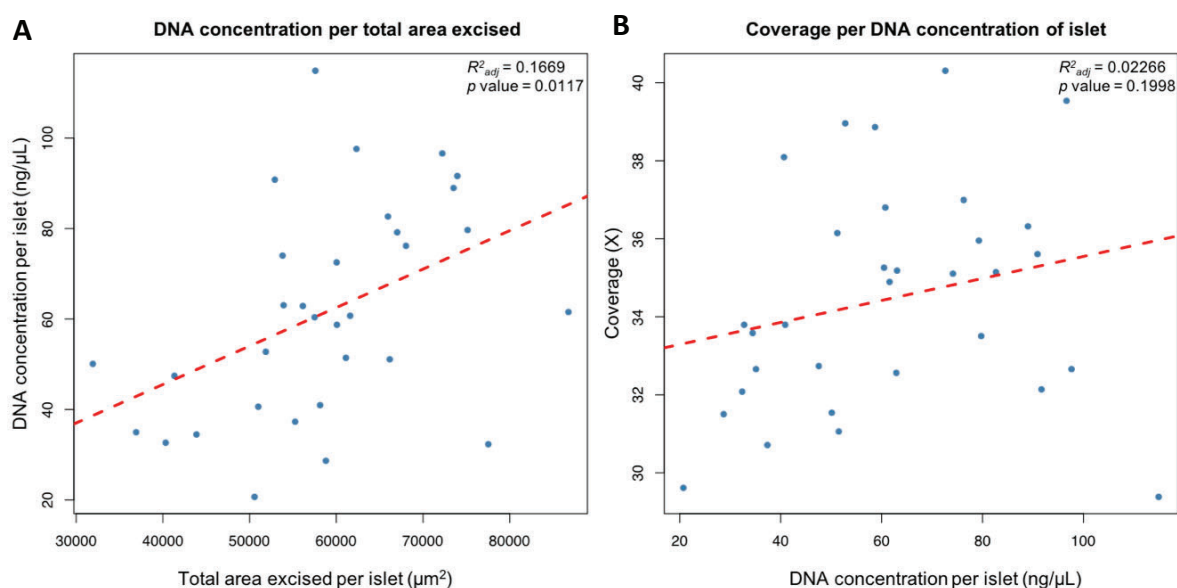 A
DNA concentration per total area excised
R²adj = 0.1669
p value = 0.0117
DNA concentration per islet (ng/µL)
100
80
60
40
20
30000 40000 50000 60000 70000 80000
Total area excised per islet (µm²)
B
Coverage per DNA concentration of islet
R²adj = 0.02266
p value = 0.1998
Coverage (X)
40
38
36
34
32
30
20 40 60 80 100
DNA concentration per islet (ng/µL)